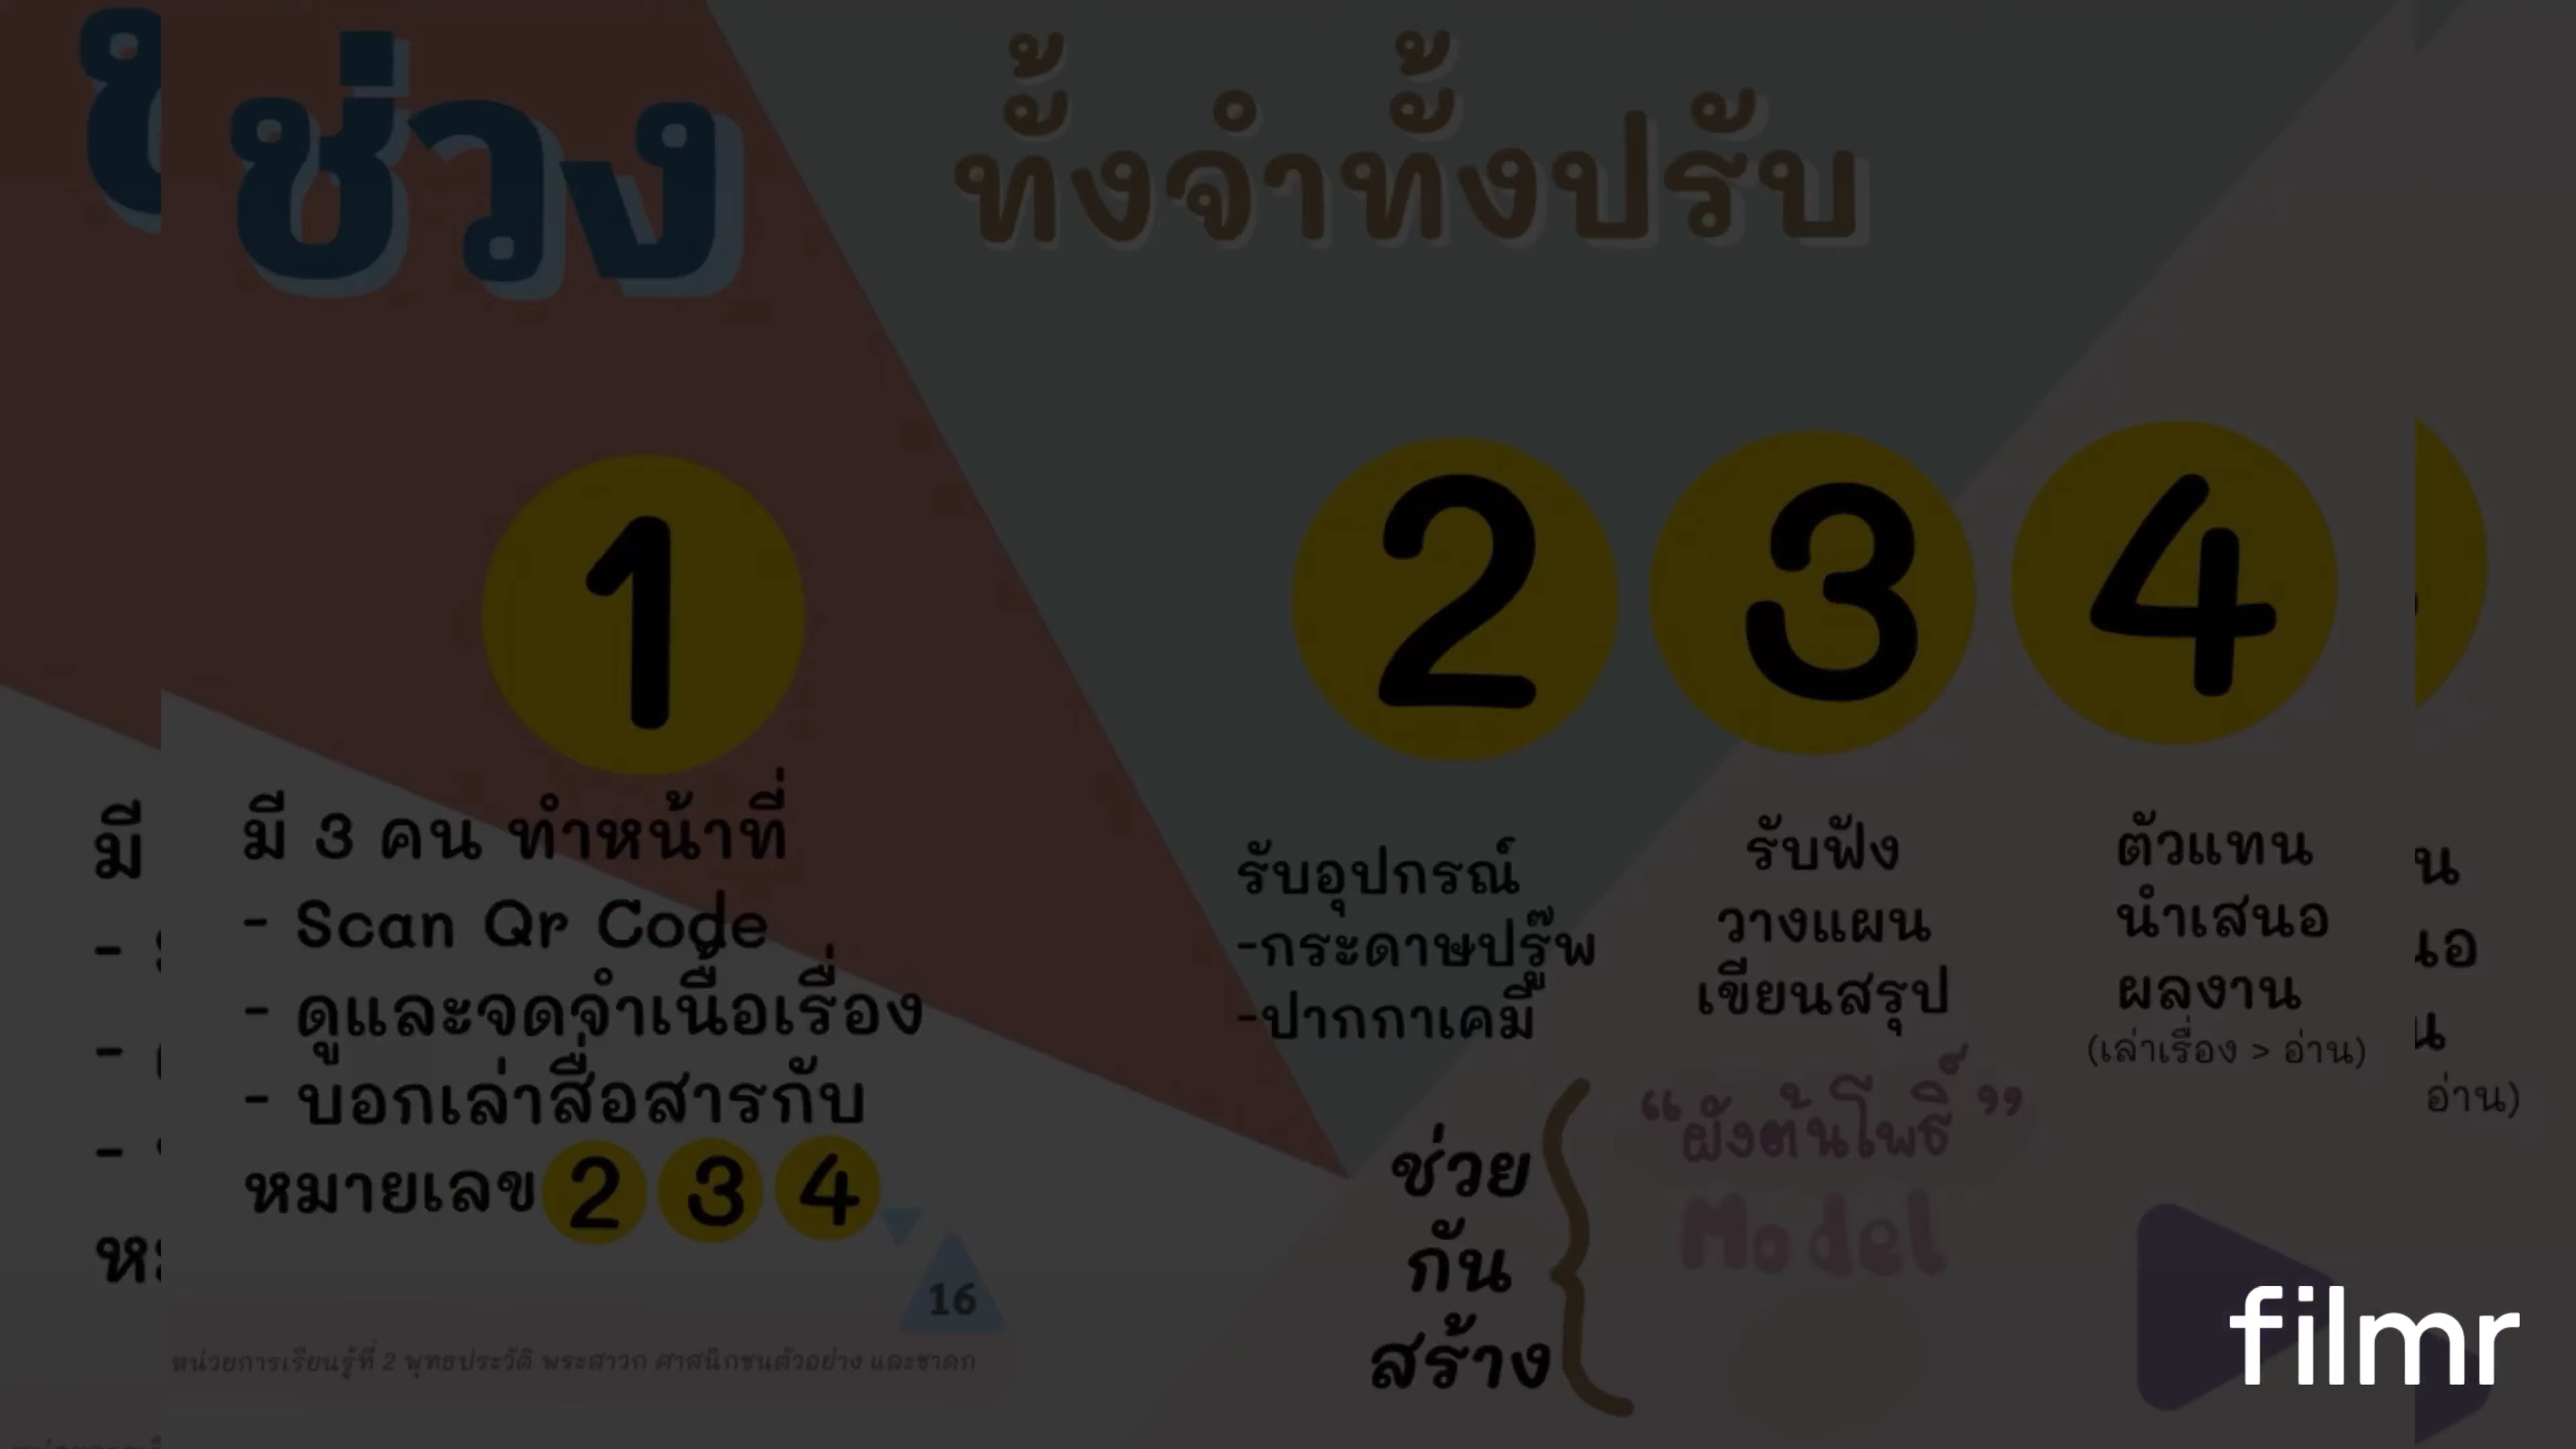 ช่วง
ทั้งจำทั้งปรับ
1
มี 3 คน ทำหน้าที่
- Scan Qr Code
- ดูและจดจำเนื้อเรื่อง
- บอกเล่าสื่อสารกับ
หมายเลข 2 3 4
2
รับอุปกรณ์
-กระดาษปรู๊พ
-ปากกาเคมี
3
รับฟัง
วางแผน
เขียนสรุป
4
ตัวแทน
นำเสนอ
ผลงาน
(เล่าเรื่อง > อ่าน)
ช่วย
กัน
สร้าง
“ผังต้นโพธิ์”
Model
16
หน่วยการเรียนรู้ที่ 2 พุทธประวัติ พระสาวก ศาสนิกชนตัวอย่าง และชาดก
มี
อ่าน)
filmr